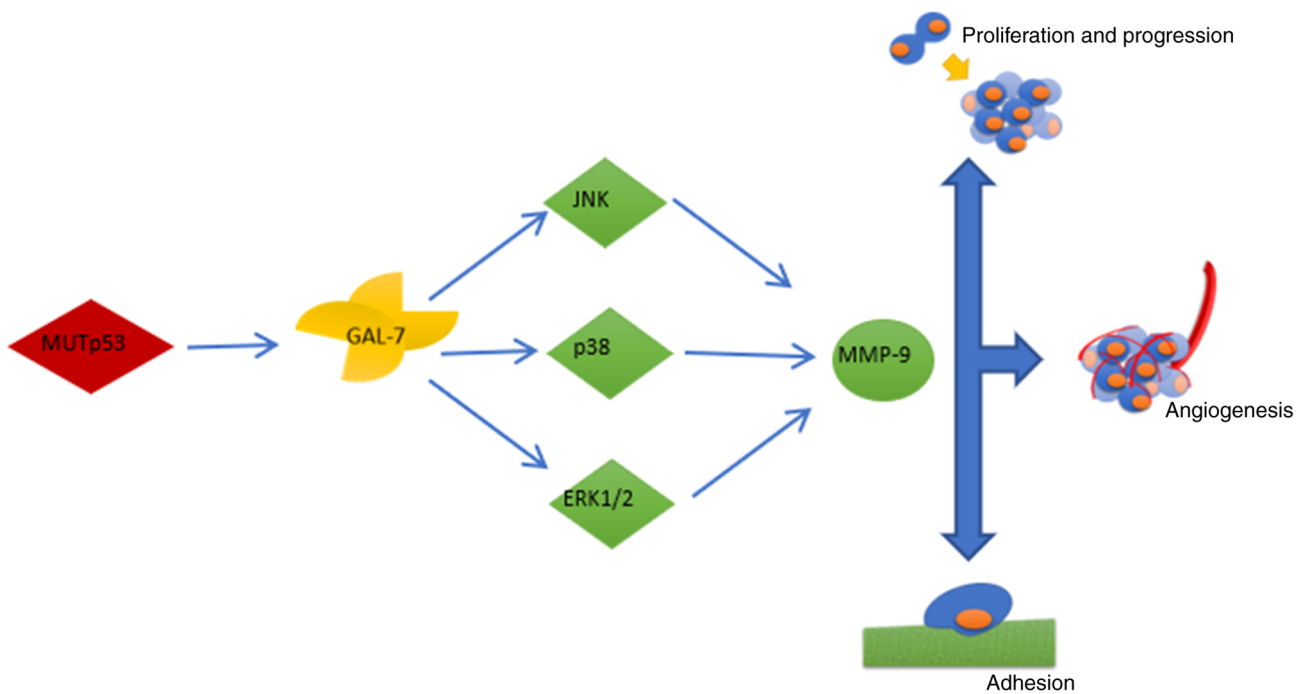 Proliferation and progression
JNK
MUTp53
GAL-7
p38
MMP-9
Angiogenesis
ERK1/2
Adhesion